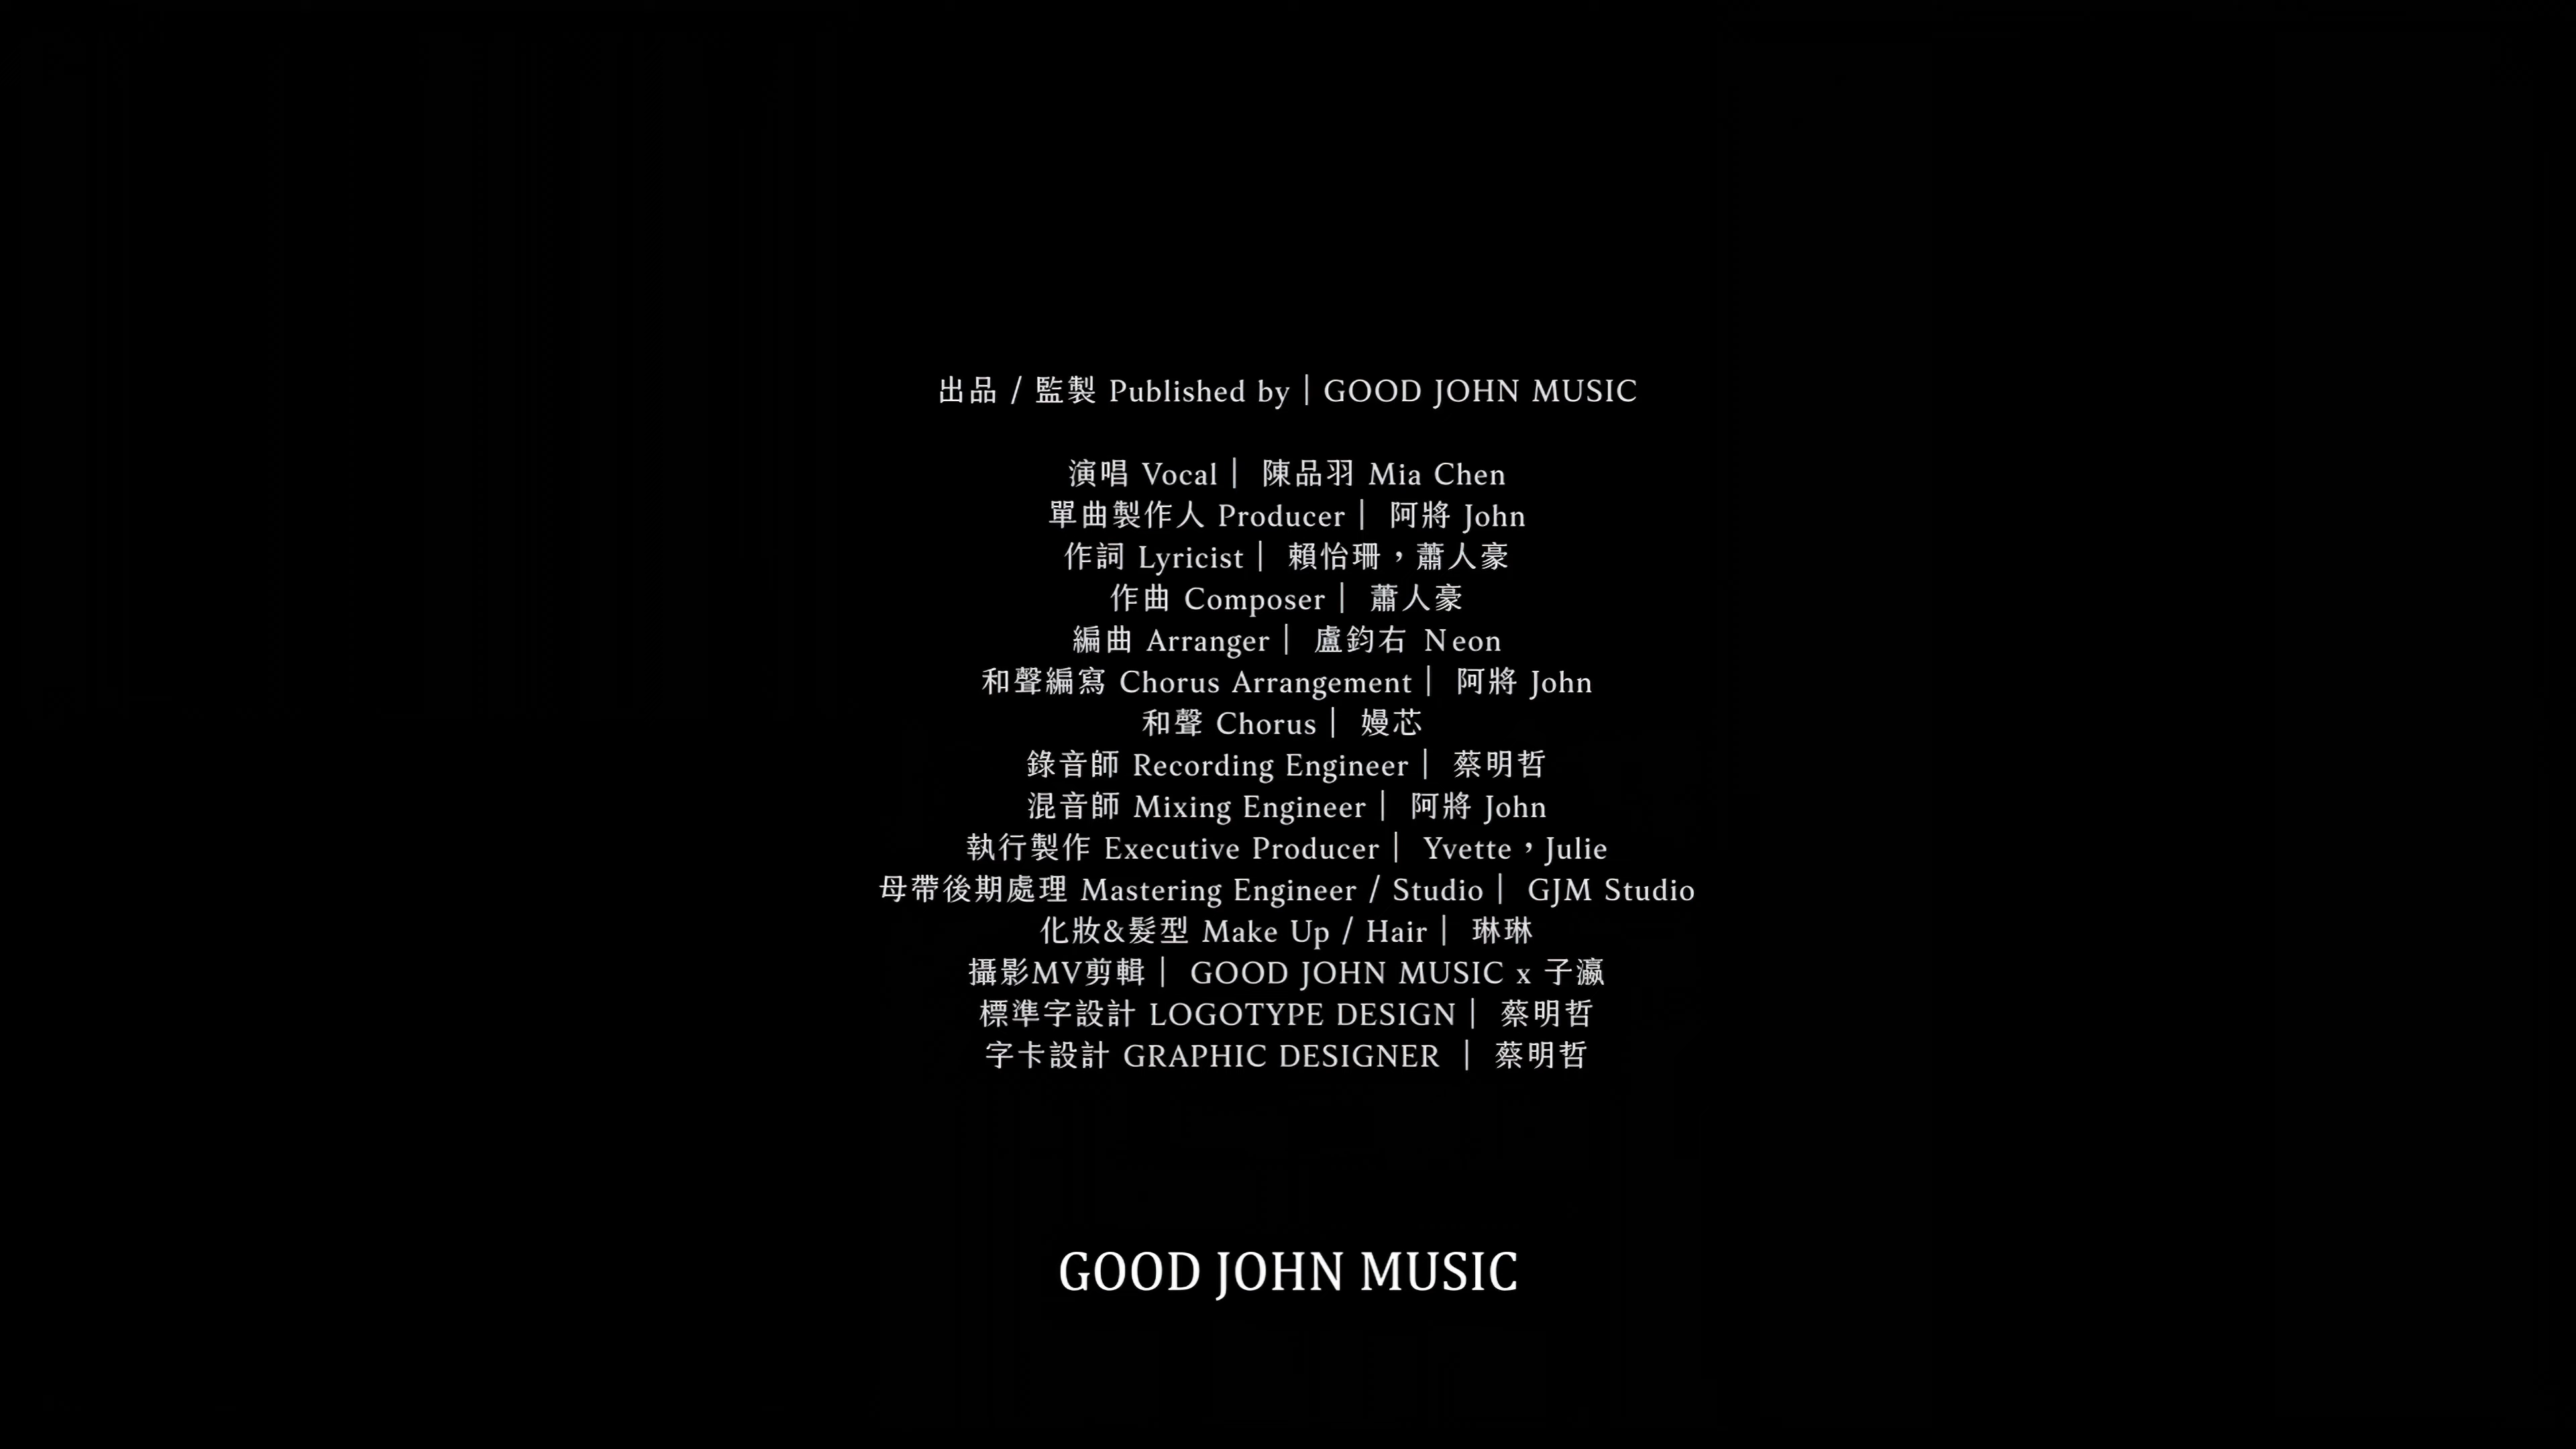 出品 / 監製 Published by｜GOOD JOHN MUSIC
演唱 Vocal｜ 陳品羽 Mia Chen
單曲製作人 Producer｜ 阿將 John
作詞 Lyricist｜ 賴怡珊，蕭人豪
作曲 Composer｜ 蕭人豪
編曲 Arranger｜ 盧鈞右 Neon
和聲編寫 Chorus Arrangement｜ 阿將 John
和聲 Chorus｜ 嫚芯
錄音師 Recording Engineer｜ 蔡明哲
混音師 Mixing Engineer｜ 阿將 John
執行製作 Executive Producer｜ Yvette，Julie
母帶後期處理 Mastering Engineer / Studio｜ GJM Studio
化妝&髮型 Make Up / Hair｜ 琳琳
攝影MV剪輯｜ GOOD JOHN MUSIC x 子瀛
標準字設計 LOGOTYPE DESIGN｜ 蔡明哲
字卡設計 GRAPHIC DESIGNER ｜ 蔡明哲
GOOD JOHN MUSIC